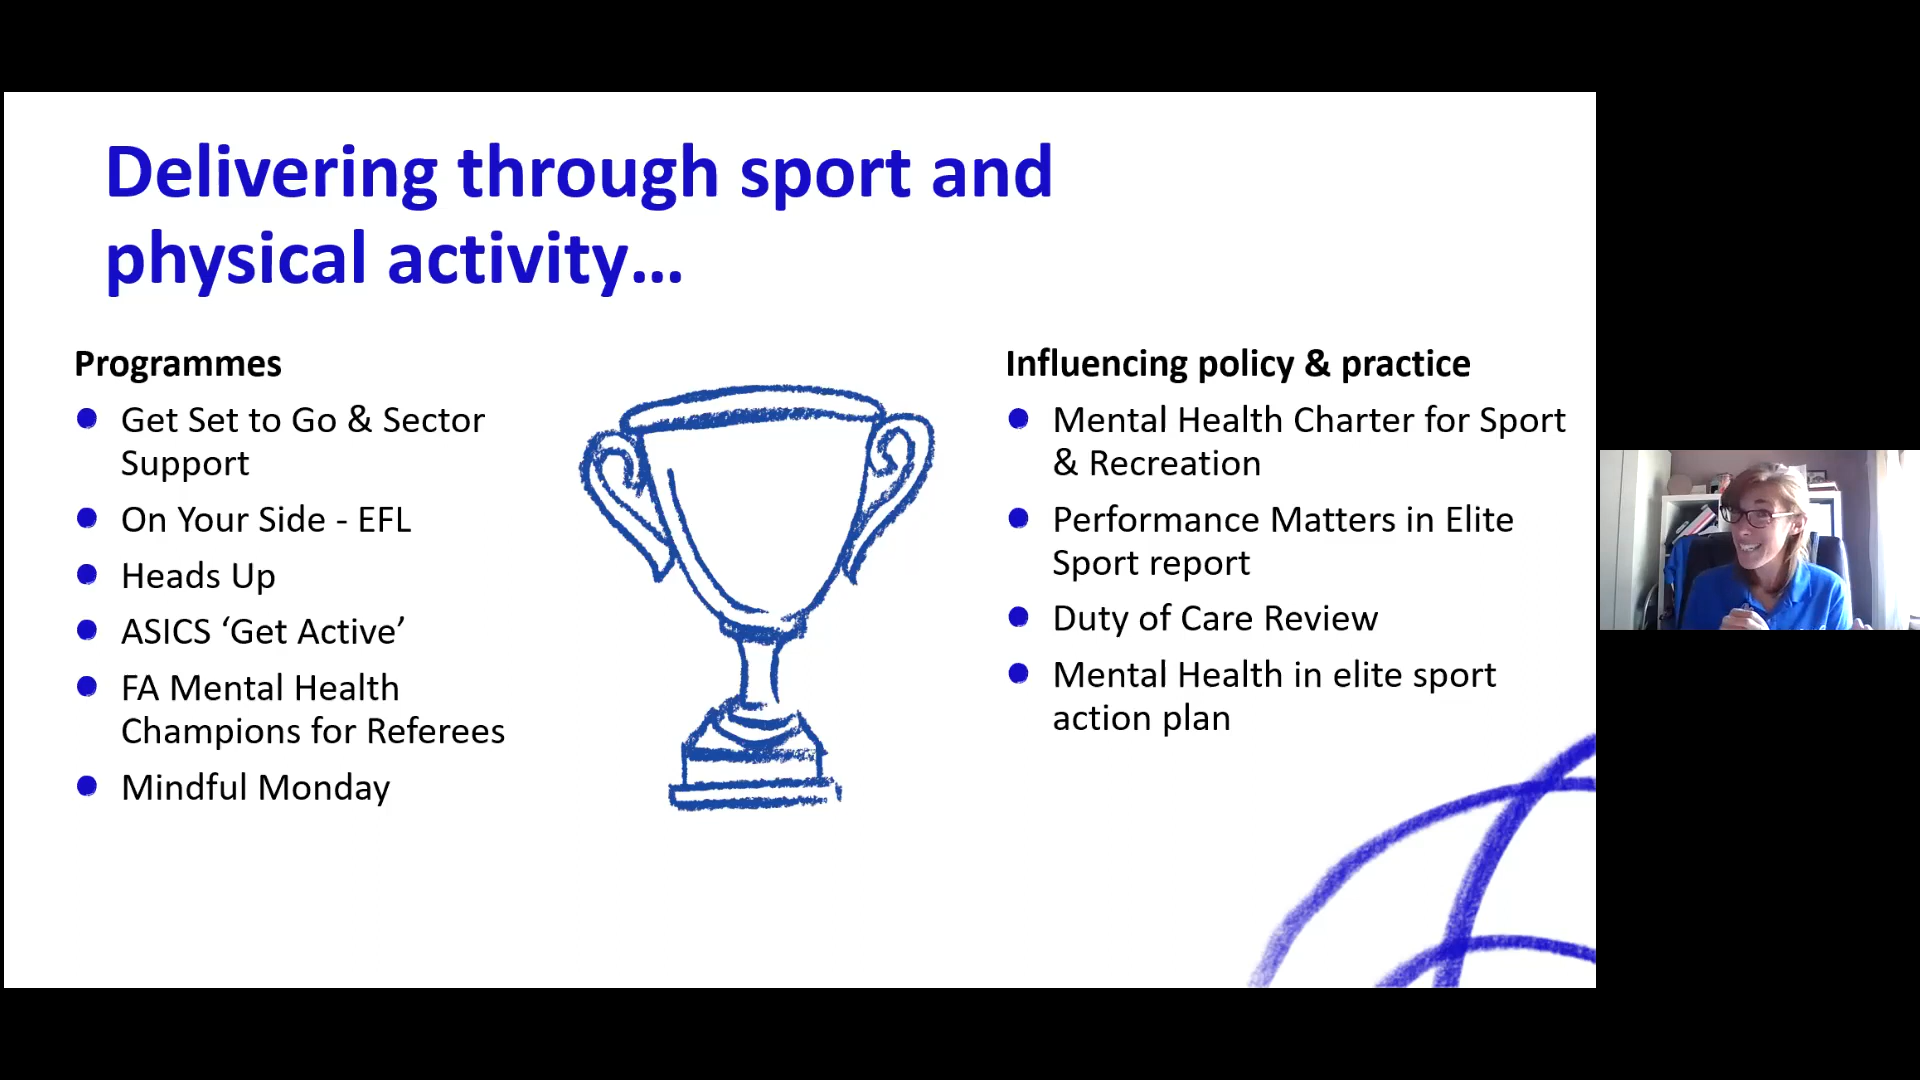 Delivering through sport and
physical activity...
Programmes
Get Set to Go & Sector
Support
On Your Side - EFL
Heads Up
ASICS ‘Get Active’
FA Mental Health
Champions for Referees
Mindful Monday
Influencing policy & practice
Mental Health Charter for Sport
& Recreation
Performance Matters in Elite
Sport report
Duty of Care Review
Mental Health in elite sport
action plan